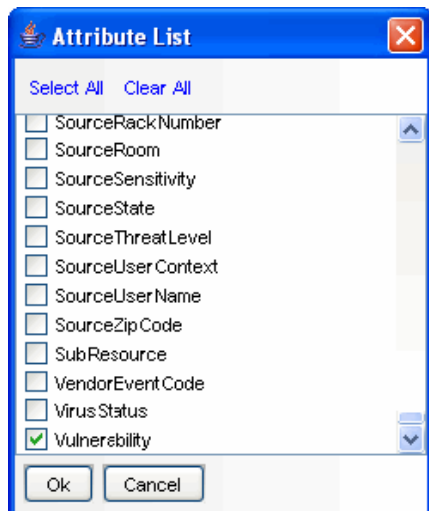 Attribute List
Select All Clear All
SourceRackNumber
SourceRoom
SourceSensitivity
SourceState
SourceThreatLevel
SourceUserContext
SourceUserName
SourceZipCode
SubResource
VendorEventCode
VirusStatus
Vulnerability
Ok Cancel